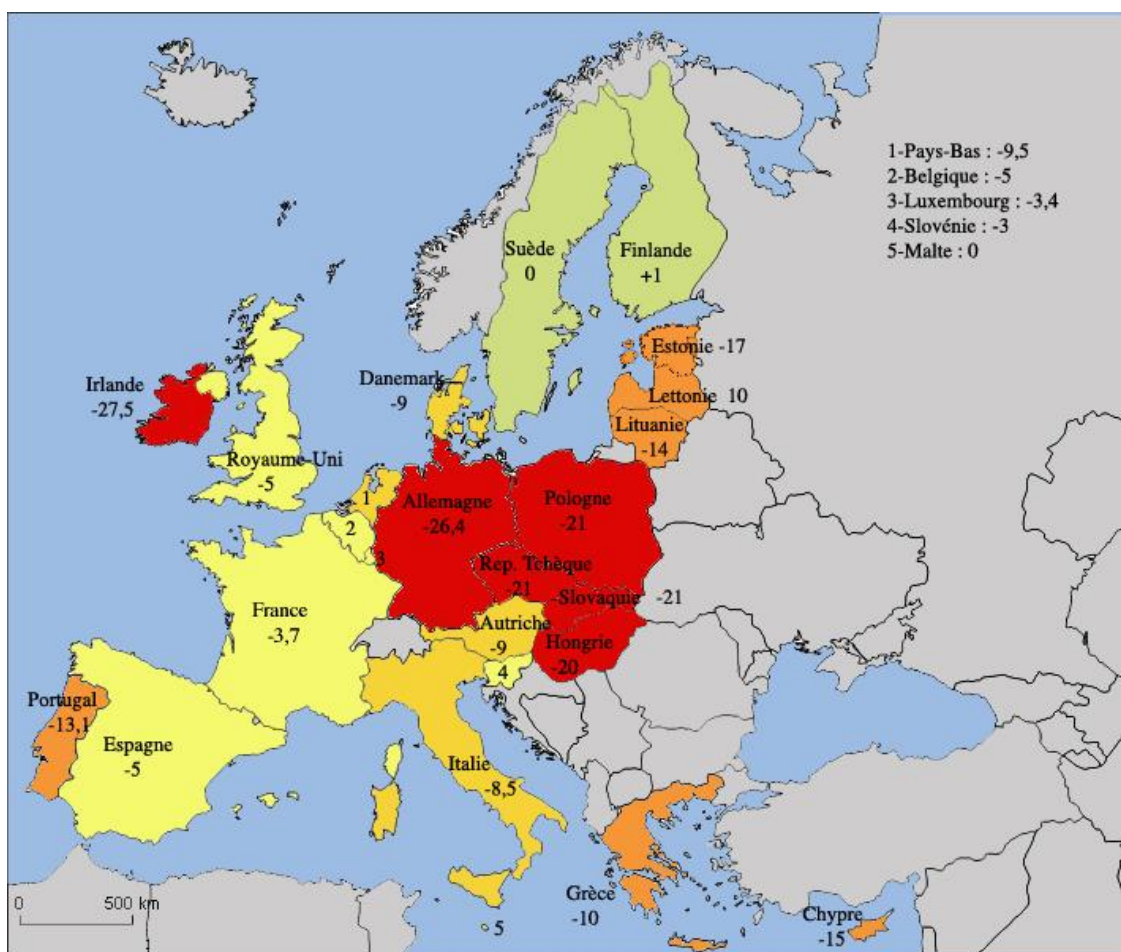 1-Pays-Bas : -9,5
2-Belgique : -5
3-Luxembourg : -3,4
4-Slovénie : -3
5-Malte : 0
Suède
0
Finlande
+1
Estonie -17
Lettonie 10
Lituanie
-14
Danemark
-9
Irlande
-27,5
Royaume-Uni
-5
1
2
3
Allemagne
-26,4
Pologne
-21
Rep. Tchèque
-21
-Slovaquie -21
Autriche
-9
Hongrie
-20
4
France
-3,7
Portugal
-13,1
Espagne
-5
Italie
-8,5
Grèce
-10
Chypre
-15
5
0 500 km